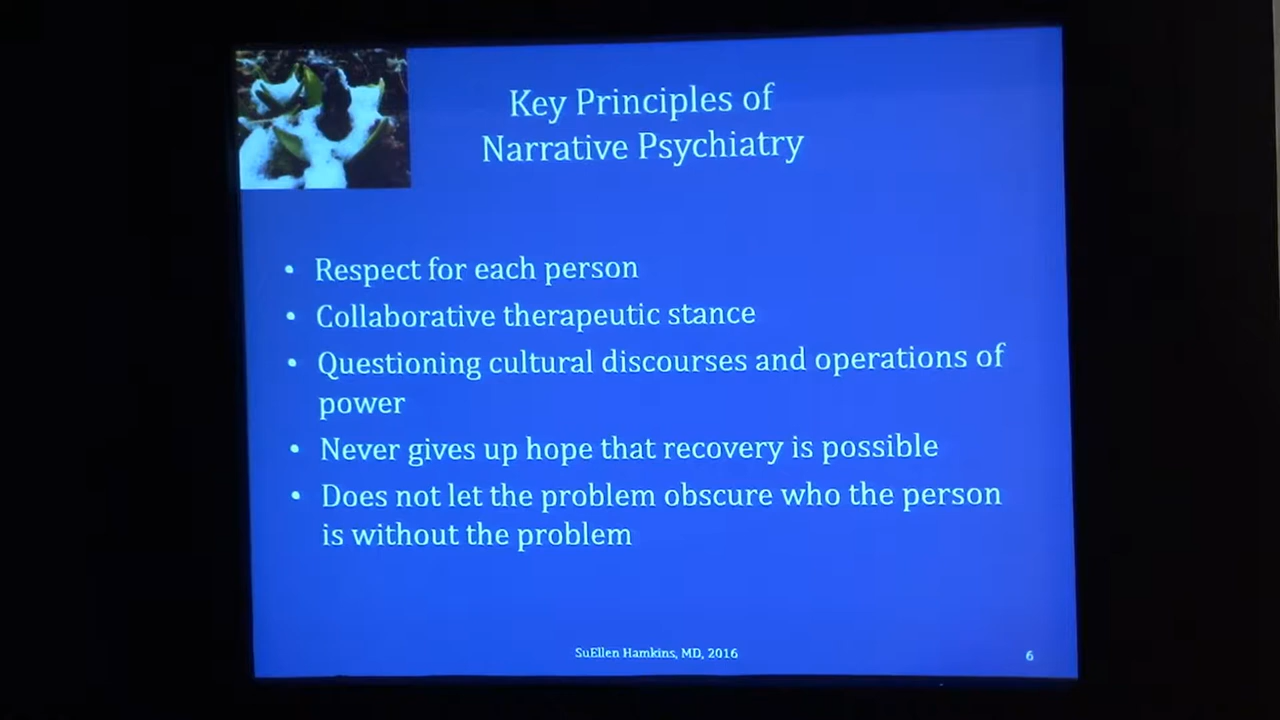 Key Principles of
Narrative Psychiatry
• Respect for each person
• Collaborative therapeutic stance
• Questioning cultural discourses and operations of
power
• Never gives up hope that recovery is possible
• Does not let the problem obscure who the person
is without the problem
SuEllen Hamkins, MD, 2016
6